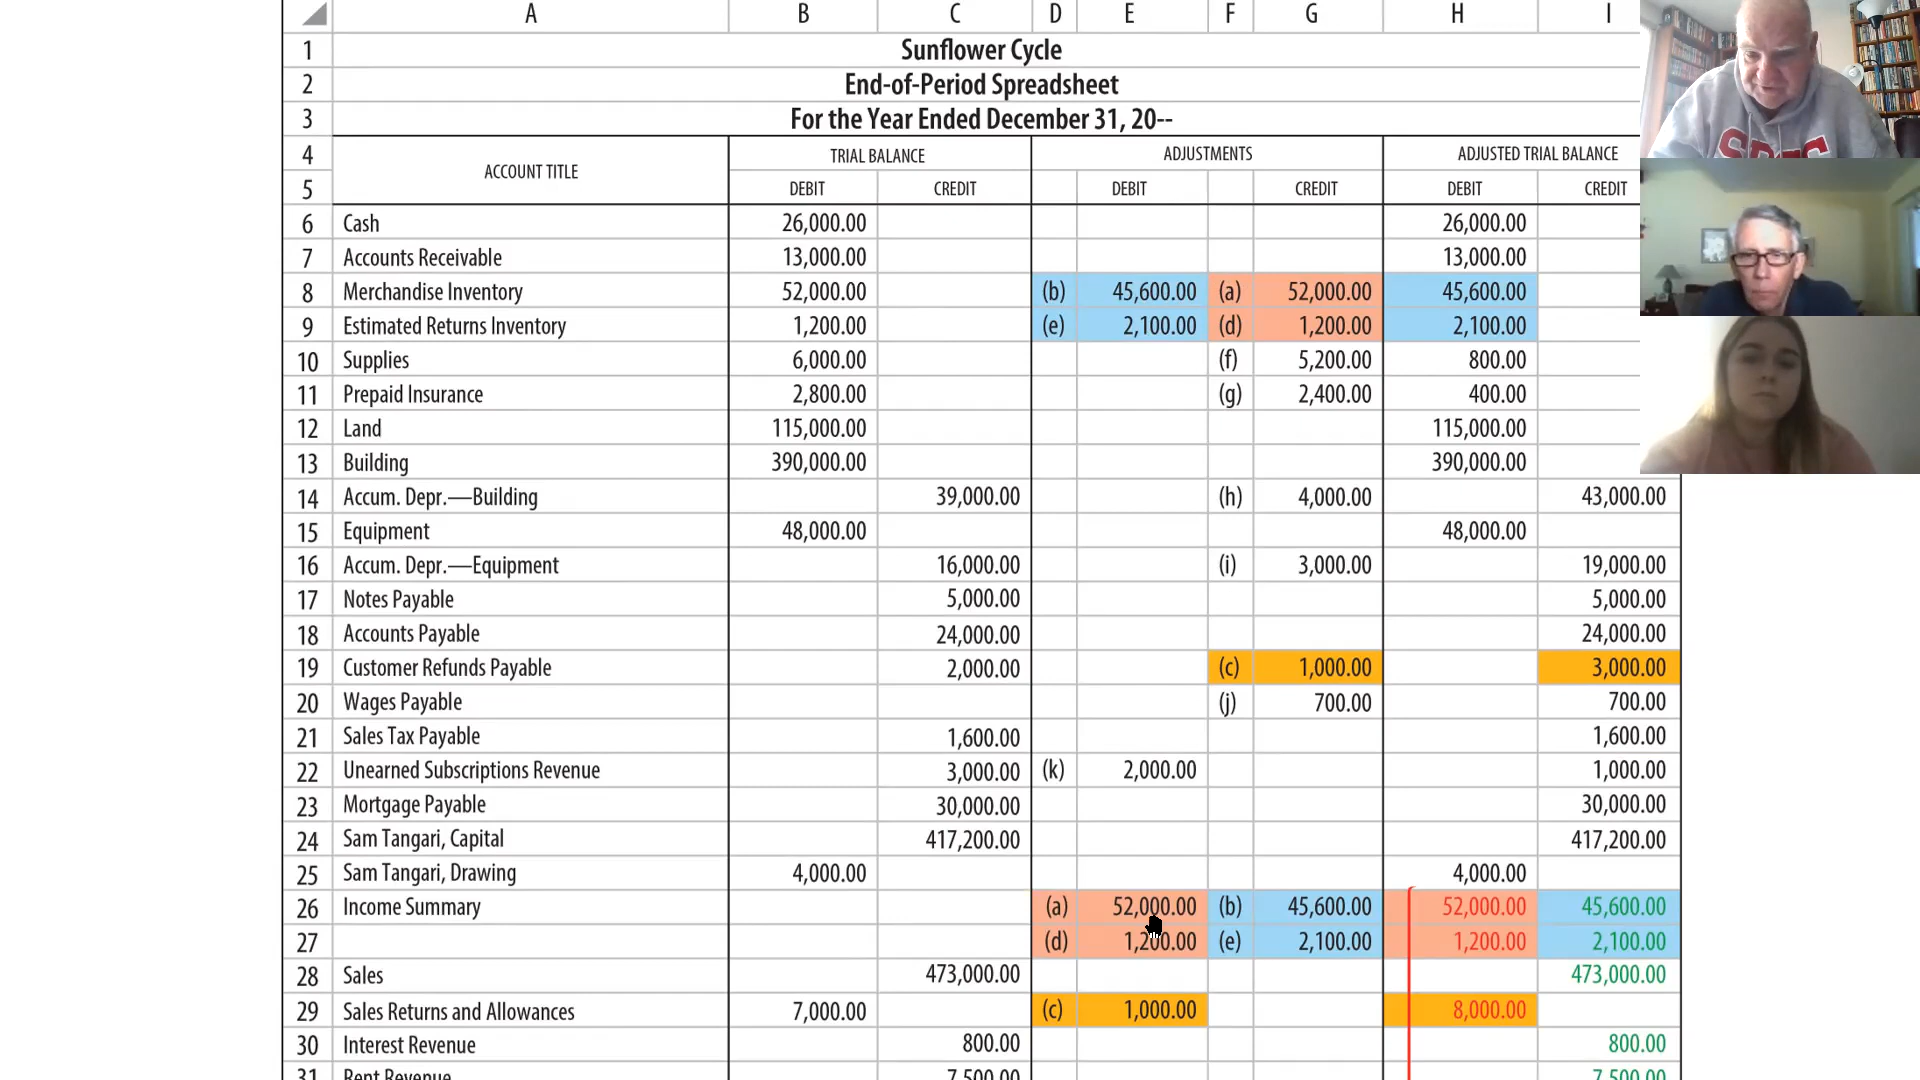 A B C D E F G H I
1 Sunflower Cycle
2 End-of-Period Spreadsheet
3 For the Year Ended December 31, 20--
4 ACCOUNT TITLE TRIAL BALANCE ADJUSTMENTS ADJUSTED TRIAL BALANCE
5 DEBIT CREDIT DEBIT CREDIT DEBIT CREDIT
6 Cash 26,000.00 26,000.00
7 Accounts Receivable 13,000.00 13,000.00
8 Merchandise Inventory 52,000.00 (b) 45,600.00 (a) 52,000.00 45,600.00
9 Estimated Returns Inventory 1,200.00 (e) 2,100.00 (d) 1,200.00 2,100.00
10 Supplies 6,000.00 (f) 5,200.00 800.00
11 Prepaid Insurance 2,800.00 (g) 2,400.00 400.00
12 Land 115,000.00 115,000.00
13 Building 390,000.00 390,000.00
14 Accum. Depr.—Building 39,000.00 (h) 4,000.00 43,000.00
15 Equipment 48,000.00 48,000.00
16 Accum. Depr.—Equipment 16,000.00 (i) 3,000.00 19,000.00
17 Notes Payable 5,000.00 5,000.00
18 Accounts Payable 24,000.00 24,000.00
19 Customer Refunds Payable 2,000.00 (c) 1,000.00 3,000.00
20 Wages Payable (j) 700.00 700.00
21 Sales Tax Payable 1,600.00 1,600.00
22 Unearned Subscriptions Revenue 3,000.00 (k) 2,000.00 1,000.00
23 Mortgage Payable 30,000.00 30,000.00
24 Sam Tangari, Capital 417,200.00 417,200.00
25 Sam Tangari, Drawing 4,000.00 4,000.00
26 Income Summary (a) 52,000.00 (b) 45,600.00 52,000.00 45,600.00
27 (d) 1,200.00 (e) 2,100.00 1,200.00 2,100.00
28 Sales 473,000.00 473,000.00
29 Sales Returns and Allowances 7,000.00 (c) 1,000.00 8,000.00
30 Interest Revenue 800.00 800.00
31 Rent Revenue 7,500.00 7,500.00